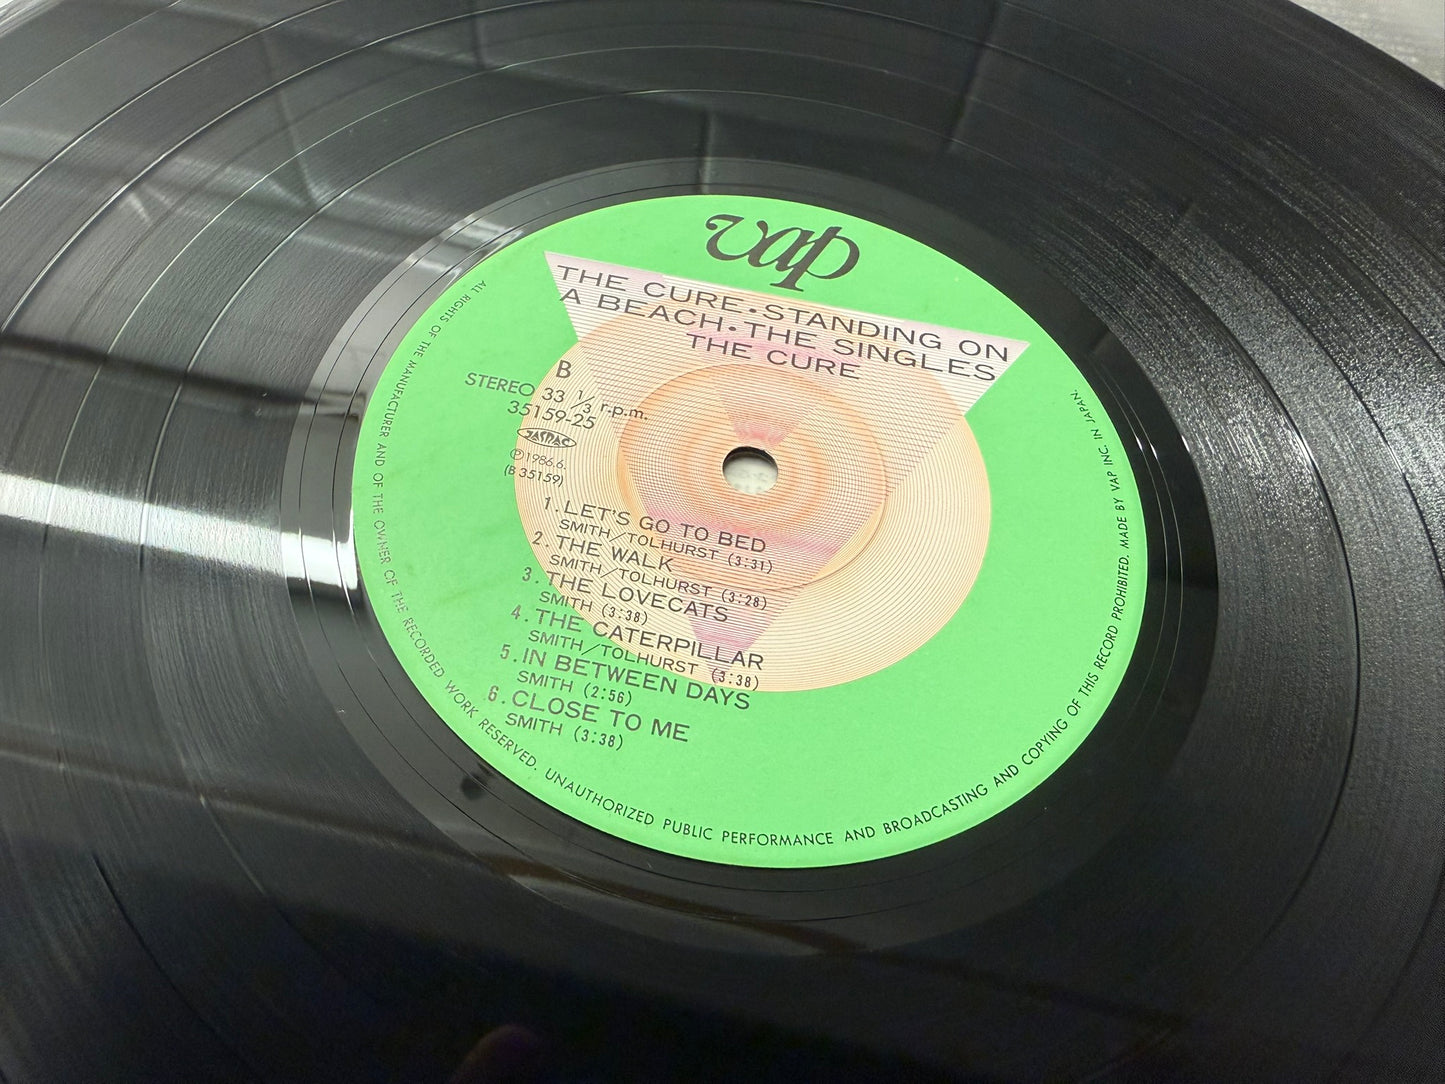 vap
THE CURE・STANDING ON
A BEACH・THE SINGLES
THE CURE
B
STEREO 33 1/3 r.p.m.
35159-25
JASRAC
Ⓟ1986.6.
(B 35159)
1. LET'S GO TO BED
SMITH／TOLHURST (3:31)
2. THE WALK
SMITH／TOLHURST (3:28)
3. THE LOVECATS
SMITH (3:38)
4. THE CATERPILLAR
SMITH／TOLHURST (3:38)
5. IN BETWEEN DAYS
SMITH (2:56)
6. CLOSE TO ME
SMITH (3:38)
ALL RIGHTS OF THE MANUFACTURER AND OF THE OWNER OF THE RECORDED WORK RESERVED. UNAUTHORIZED PUBLIC PERFORMANCE AND BROADCASTING AND COPYING OF THIS RECORD PROHIBITED. MADE BY VAP INC. IN JAPAN.